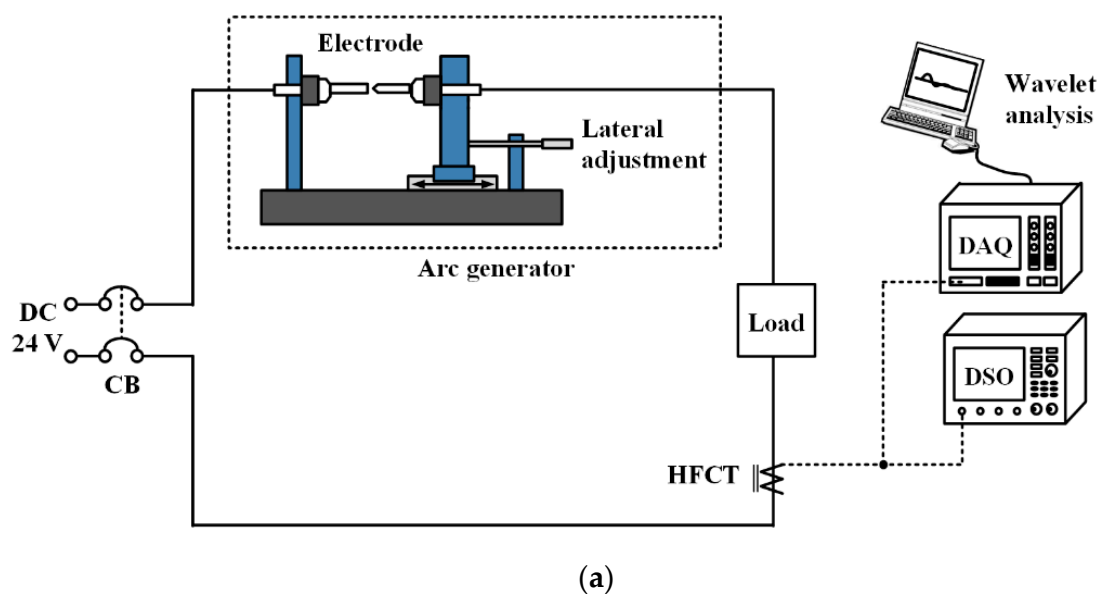 Electrode
Lateral
adjustment
Arc generator
Wavelet
analysis
DAQ
DC
24 V
CB
Load
DSO
HFCT
(a)